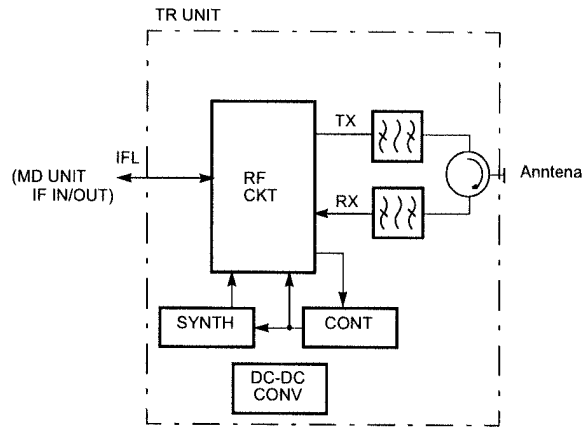 TR UNIT
TX
IFL
(MD UNIT
IF IN/OUT)
RF
CKT
Anntena
RX
SYNTH
CONT
DC-DC
CONV